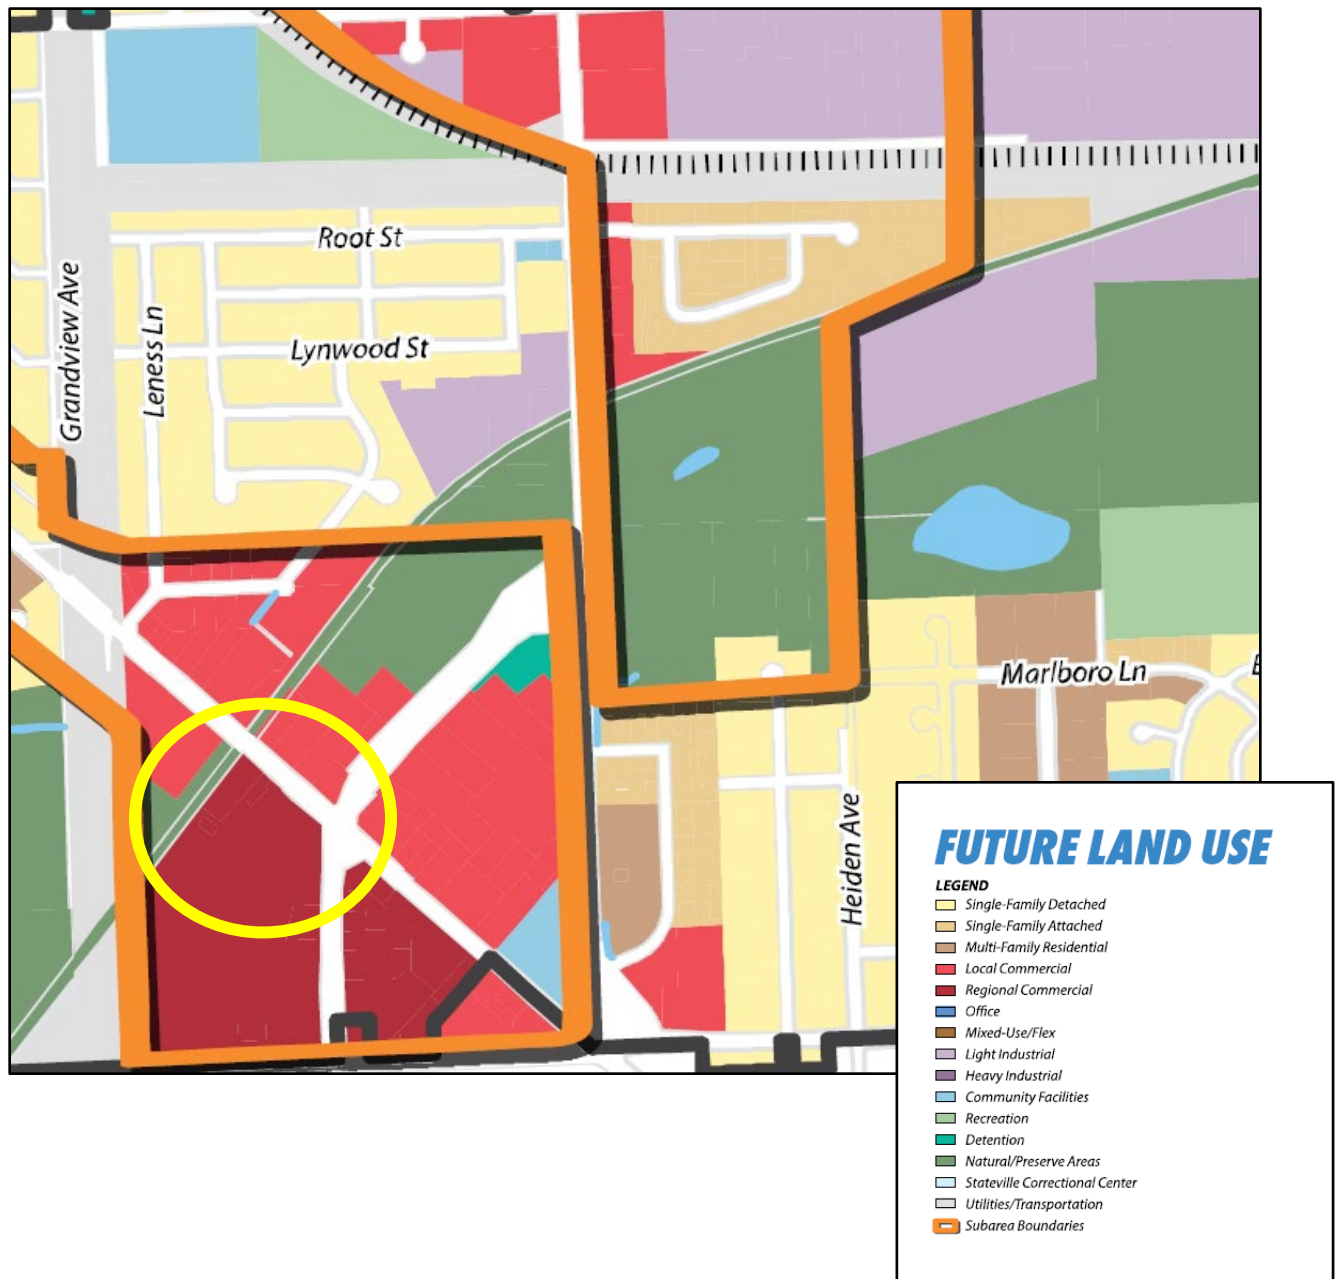 Root St
Grandview Ave
Leness Ln
Lynwood St
Marlboro Ln
Heiden Ave
FUTURE LAND USE
LEGEND
Single-Family Detached
Single-Family Attached
Multi-Family Residential
Local Commercial
Regional Commercial
Office
Mixed-Use/Flex
Light Industrial
Heavy Industrial
Community Facilities
Recreation
Detention
Natural/Preserve Areas
Stateville Correctional Center
Utilities/Transportation
Subarea Boundaries